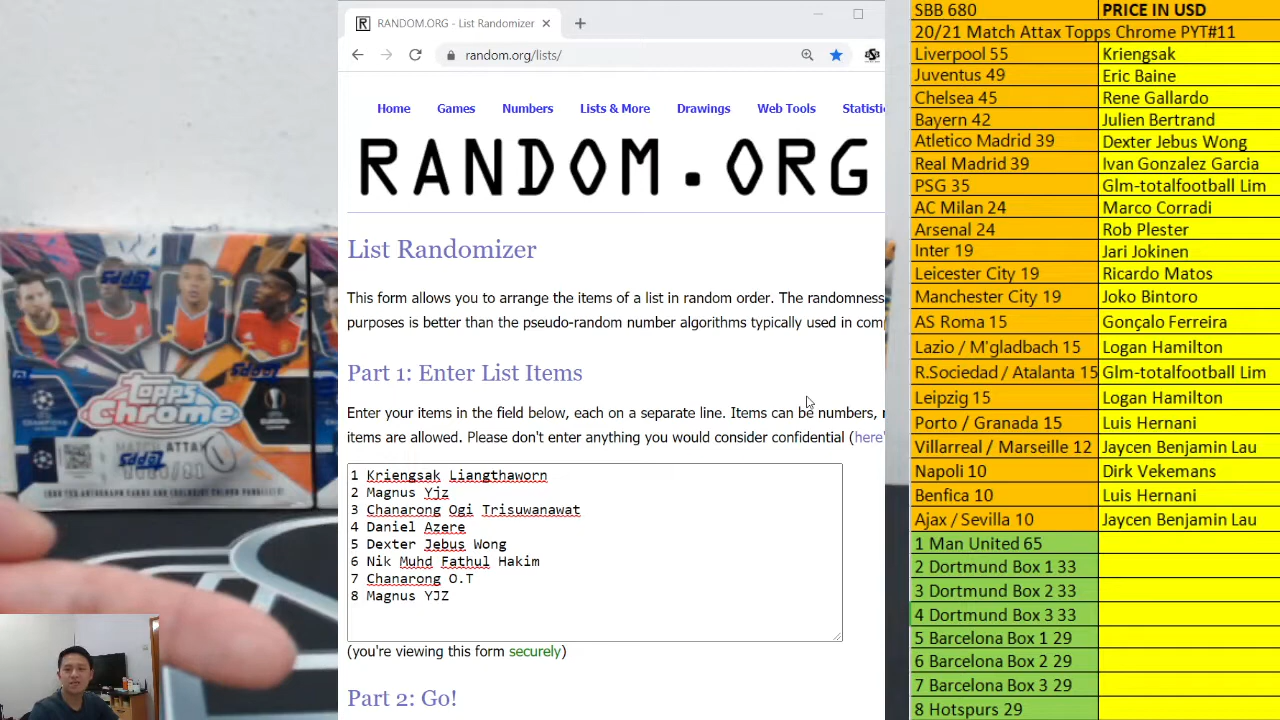 RANDOM.ORG - List Randomizer
random.org/lists/
Home Games Numbers Lists & More Drawings Web Tools Statisti
RANDOM.ORG
List Randomizer
This form allows you to arrange the items of a list in random order. The randomness
purposes is better than the pseudo-random number algorithms typically used in com
Part 1: Enter List Items
Enter your items in the field below, each on a separate line. Items can be numbers,
items are allowed. Please don't enter anything you would consider confidential (here'
1 Kriengsak Liangthaworn
2 Magnus Yjz
3 Chanarong Ogi Trisuwanawat
4 Daniel Azere
5 Dexter Jebus Wong
6 Nik Muhd Fathul Hakim
7 Chanarong O.T
8 Magnus YJZ
(you're viewing this form securely)
Part 2: Go!
SBB 680 PRICE IN USD
20/21 Match Attax Topps Chrome PYT#11
Liverpool 55 Kriengsak
Juventus 49 Eric Baine
Chelsea 45 Rene Gallardo
Bayern 42 Julien Bertrand
Atletico Madrid 39 Dexter Jebus Wong
Real Madrid 39 Ivan Gonzalez Garcia
PSG 35 Glm-totalfootball Lim
AC Milan 24 Marco Corradi
Arsenal 24 Rob Plester
Inter 19 Jari Jokinen
Leicester City 19 Ricardo Matos
Manchester City 19 Joko Bintoro
AS Roma 15 Gonçalo Ferreira
Lazio / M'gladbach 15 Logan Hamilton
R.Sociedad / Atalanta 15 Glm-totalfootball Lim
Leipzig 15 Logan Hamilton
Porto / Granada 15 Luis Hernani
Villarreal / Marseille 12 Jaycen Benjamin Lau
Napoli 10 Dirk Vekemans
Benfica 10 Luis Hernani
Ajax / Sevilla 10 Jaycen Benjamin Lau
1 Man United 65
2 Dortmund Box 1 33
3 Dortmund Box 2 33
4 Dortmund Box 3 33
5 Barcelona Box 1 29
6 Barcelona Box 2 29
7 Barcelona Box 3 29
8 Hotspurs 29
topps
Chrome
MATCH ATTAX